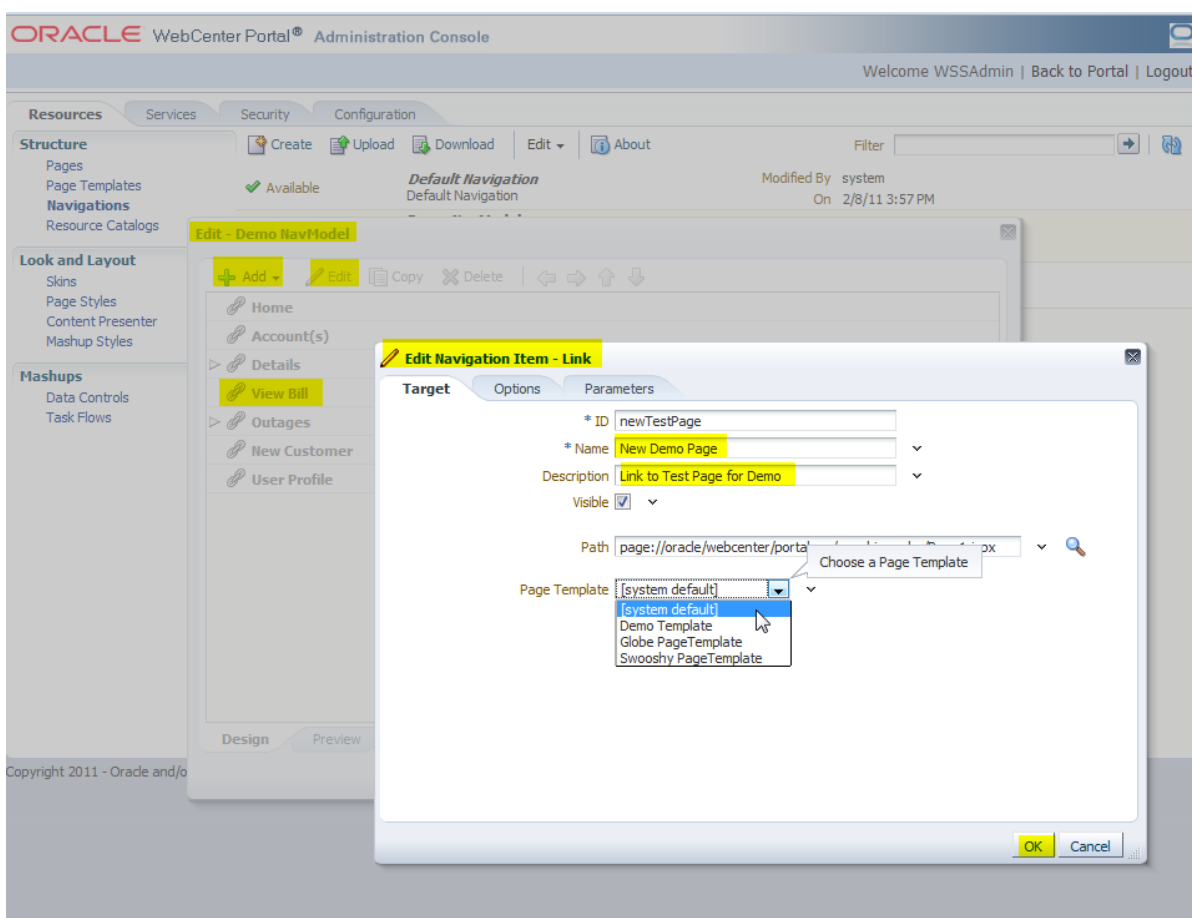 ORACLE WebCenter Portal® Administration Console
Welcome WSSAdmin | Back to Portal | Logout
Resources Services Security Configuration
Structure
Pages
Page Templates
Navigations
Resource Catalogs
Look and Layout
Skins
Page Styles
Content Presenter
Mashup Styles
Mashups
Data Controls
Task Flows
Create Upload Download Edit About Filter
Available
Default Navigation
Default Navigation
Modified By system
On 2/8/11 3:57 PM
Edit - Demo NavModel
Add Edit Copy Delete
Home
Account(s)
Details
View Bill
Outages
New Customer
User Profile
Design Preview
Edit Navigation Item - Link
Target Options Parameters
* ID newTestPage
* Name New Demo Page
Description Link to Test Page for Demo
Visible
Path page://oracle/webcenter/porta
Choose a Page Template
Page Template [system default]
[system default]
Demo Template
Globe PageTemplate
Swooshy PageTemplate
OK Cancel
Copyright 2011 - Oracle and/o